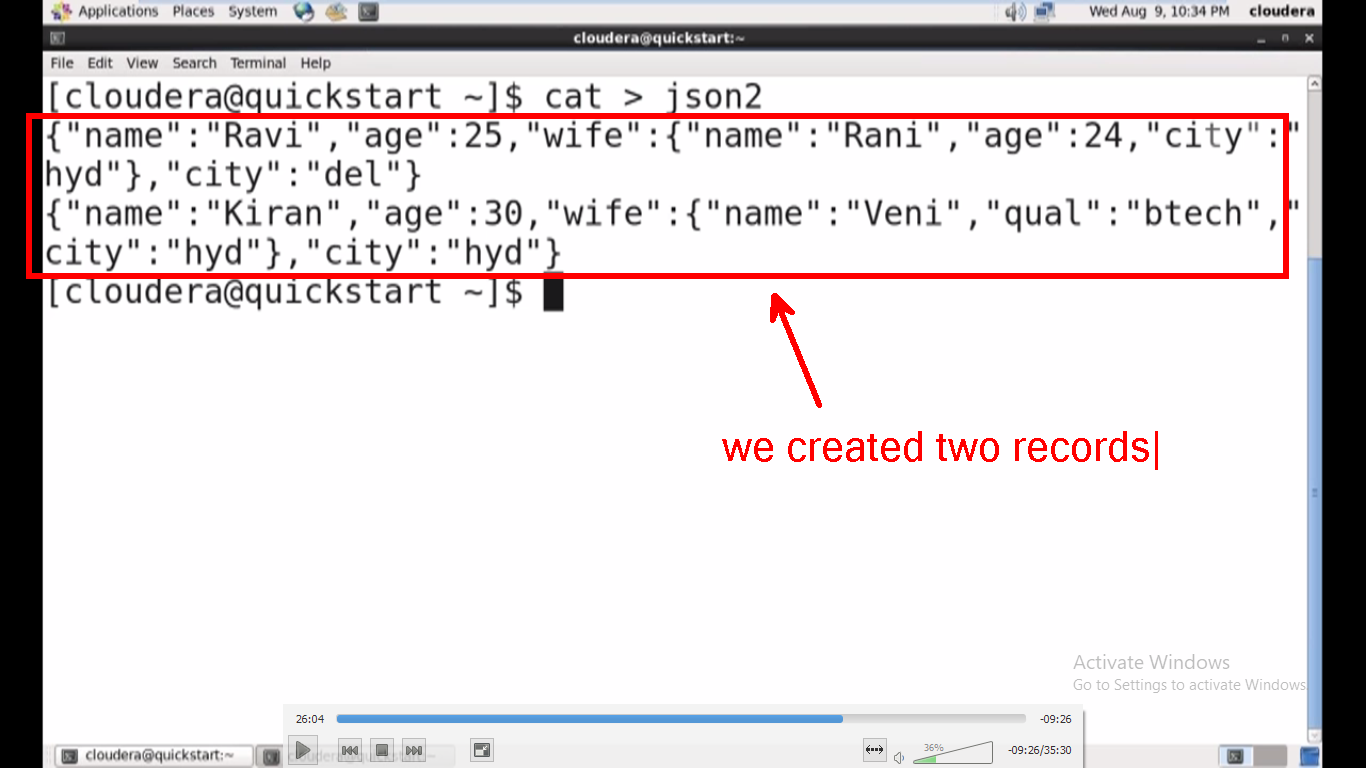 Applications Places System Wed Aug 9, 10:34 PM cloudera
cloudera@quickstart:~
File Edit View Search Terminal Help
[cloudera@quickstart ~]$ cat > json2
{"name":"Ravi","age":25,"wife":{"name":"Rani","age":24,"city":"
hyd"},"city":"del"}
{"name":"Kiran","age":30,"wife":{"name":"Veni","qual":"btech","
city":"hyd"},"city":"hyd"}
[cloudera@quickstart ~]$
we created two records
Activate Windows
Go to Settings to activate Windows.
26:04 -09:26
36% -09:26/35:30
cloudera@quickstart:~ cloudera@quickstart:~